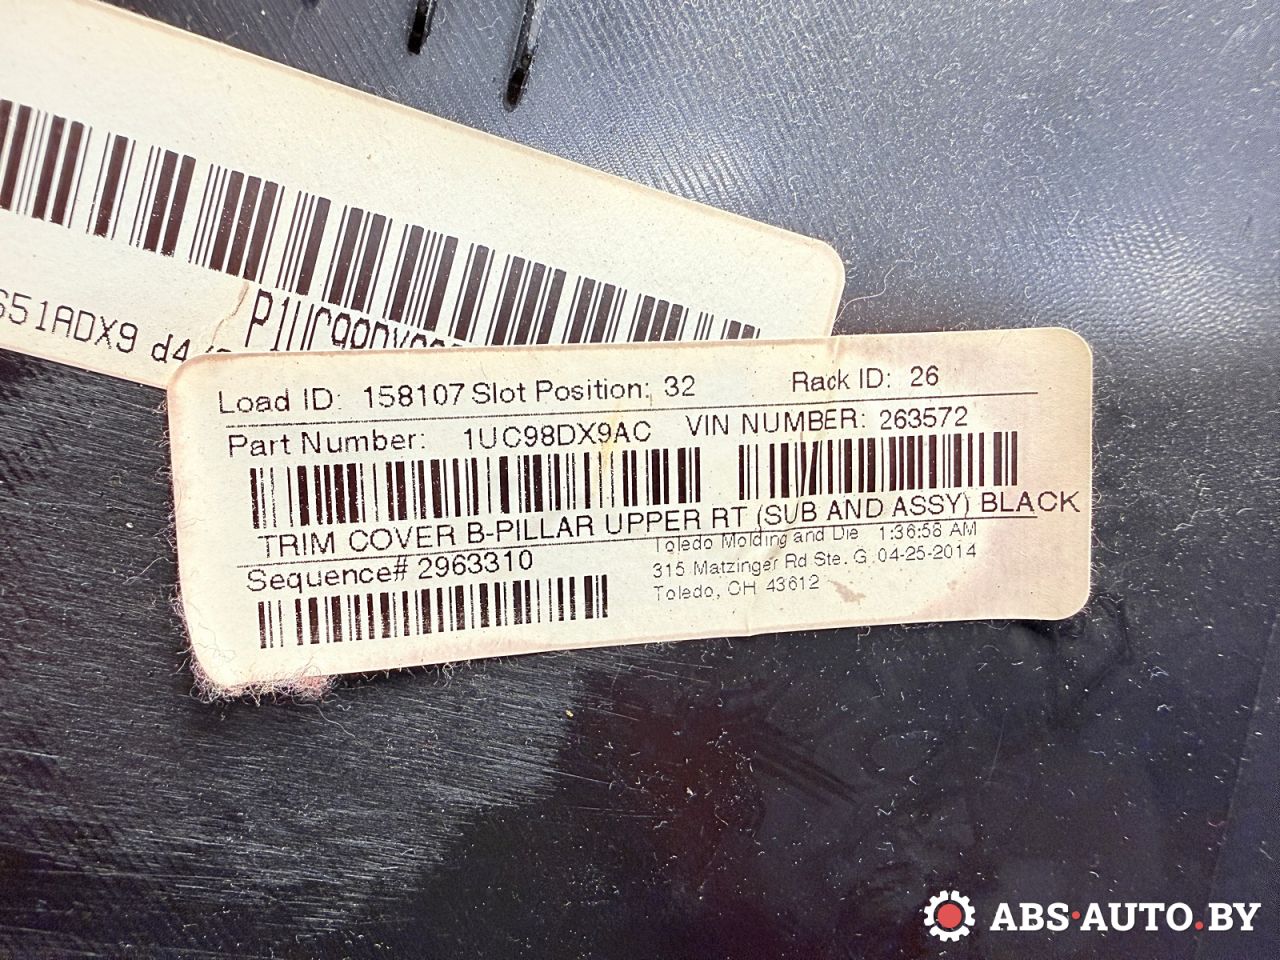 651ADX9 d4
P1UC98DX9
Load ID: 158107 Slot Position: 32 Rack ID: 26
Part Number: 1UC98DX9AC VIN NUMBER: 263572
TRIM COVER B-PILLAR UPPER RT (SUB AND ASSY) BLACK
Sequence# 2963310
Toledo Molding and Die 1:36:58 AM
315 Matzinger Rd Ste. G 04-25-2014
Toledo, OH 43612
ABS·AUTO.BY